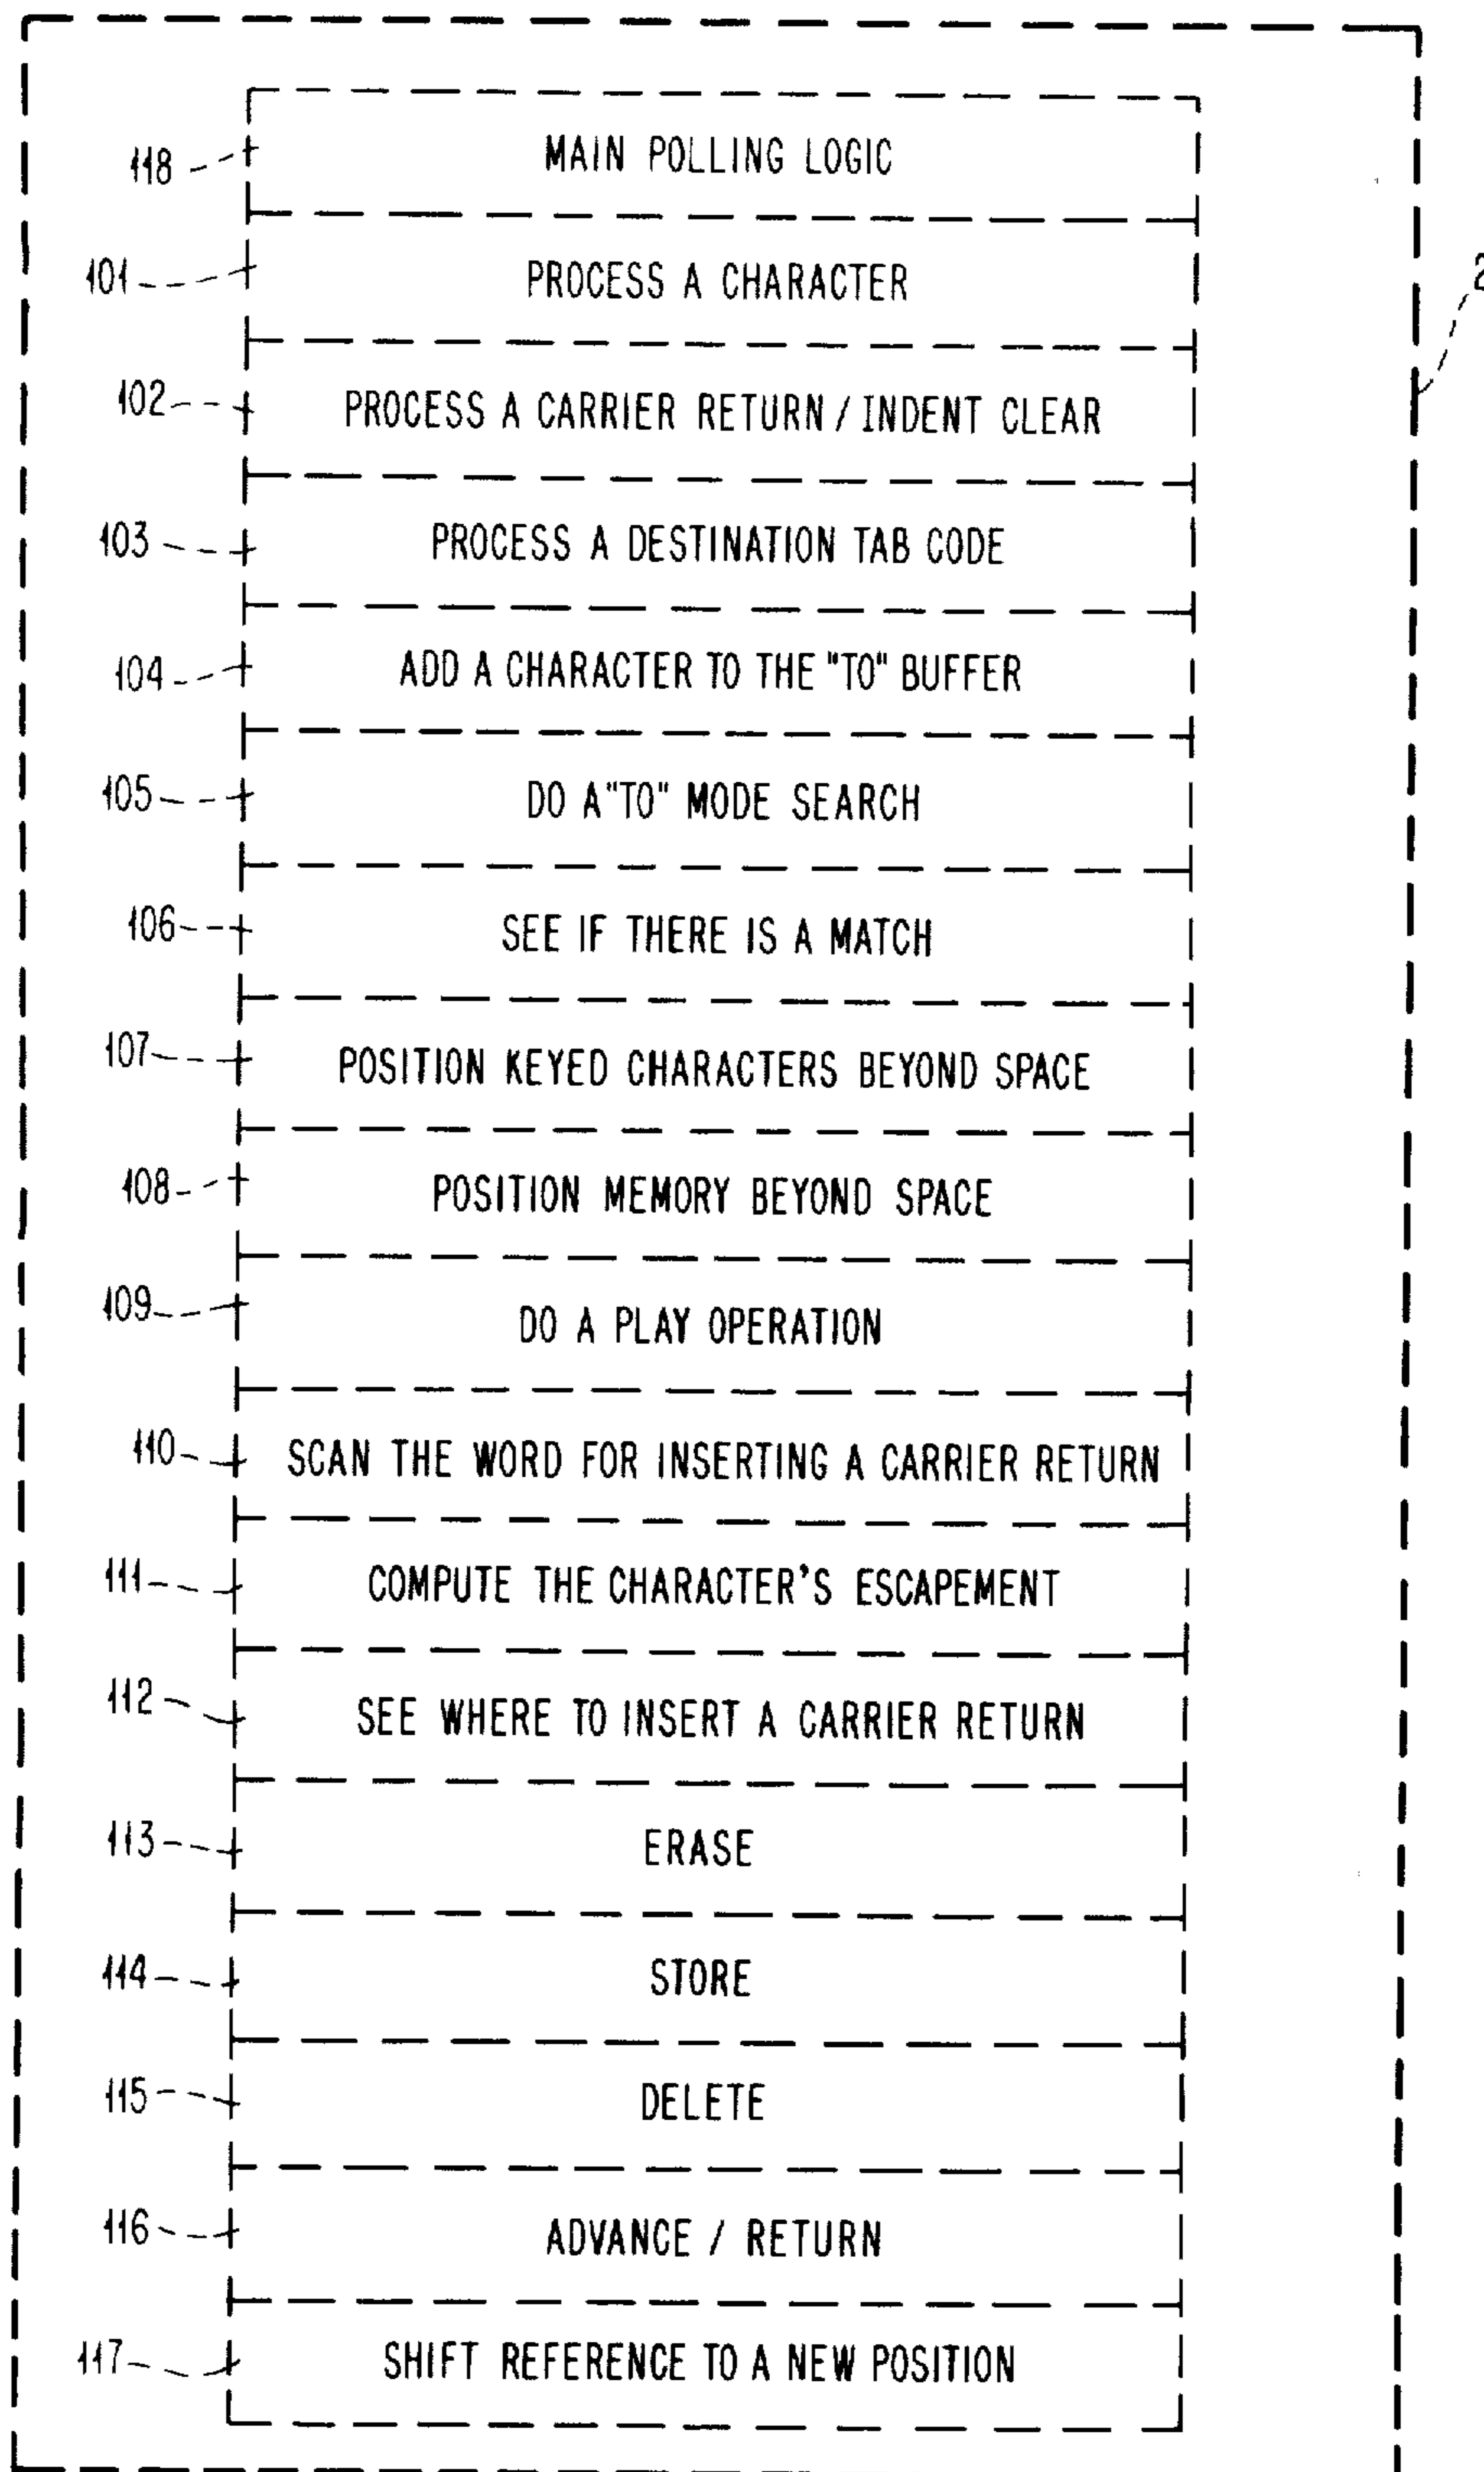 118 MAIN POLLING LOGIC
101 PROCESS A CHARACTER
2
102 PROCESS A CARRIER RETURN / INDENT CLEAR
103 PROCESS A DESTINATION TAB CODE
104 ADD A CHARACTER TO THE "TO" BUFFER
105 DO A "TO" MODE SEARCH
106 SEE IF THERE IS A MATCH
107 POSITION KEYED CHARACTERS BEYOND SPACE
108 POSITION MEMORY BEYOND SPACE
109 DO A PLAY OPERATION
110 SCAN THE WORD FOR INSERTING A CARRIER RETURN
111 COMPUTE THE CHARACTER'S ESCAPEMENT
112 SEE WHERE TO INSERT A CARRIER RETURN
113 ERASE
114 STORE
115 DELETE
116 ADVANCE / RETURN
117 SHIFT REFERENCE TO A NEW POSITION